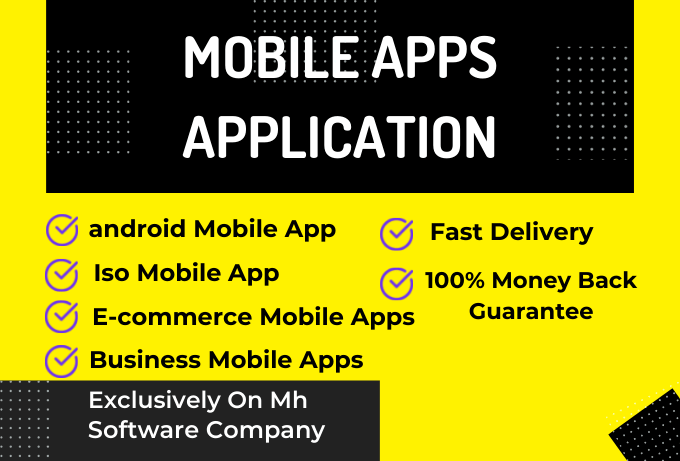 MOBILE APPS
APPLICATION
android Mobile App
Iso Mobile App
E-commerce Mobile Apps
Business Mobile Apps
Fast Delivery
100% Money Back
Guarantee
Exclusively On Mh
Software Company